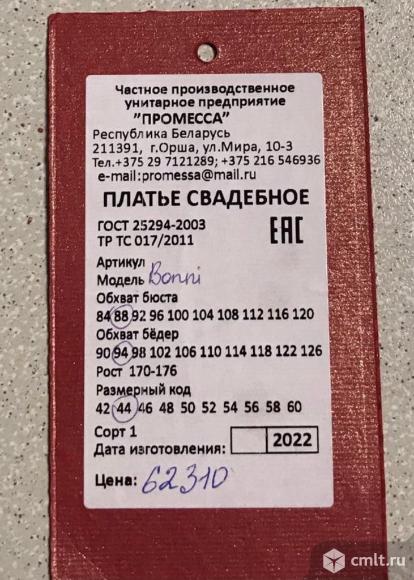 Частное производственное
унитарное предприятие
”ПРОМЕССА”
Республика Беларусь
211391, г.Орша, ул.Мира, 10-3
Тел.+375 29 7121289; +375 216 546936
e-mail:promessa@mail.ru
ПЛАТЬЕ СВАДЕБНОЕ
ГОСТ 25294-2003
ТР ТС 017/2011
EAC
Артикул
Модель Bonni
Обхват бюста
84 88 92 96 100 104 108 112 116 120
Обхват бёдер
90 94 98 102 106 110 114 118 122 126
Рост 170-176
Размерный код
42 44 46 48 50 52 54 56 58 60
Сорт 1
Дата изготовления: 2022
Цена: 62310
cmlt.ru